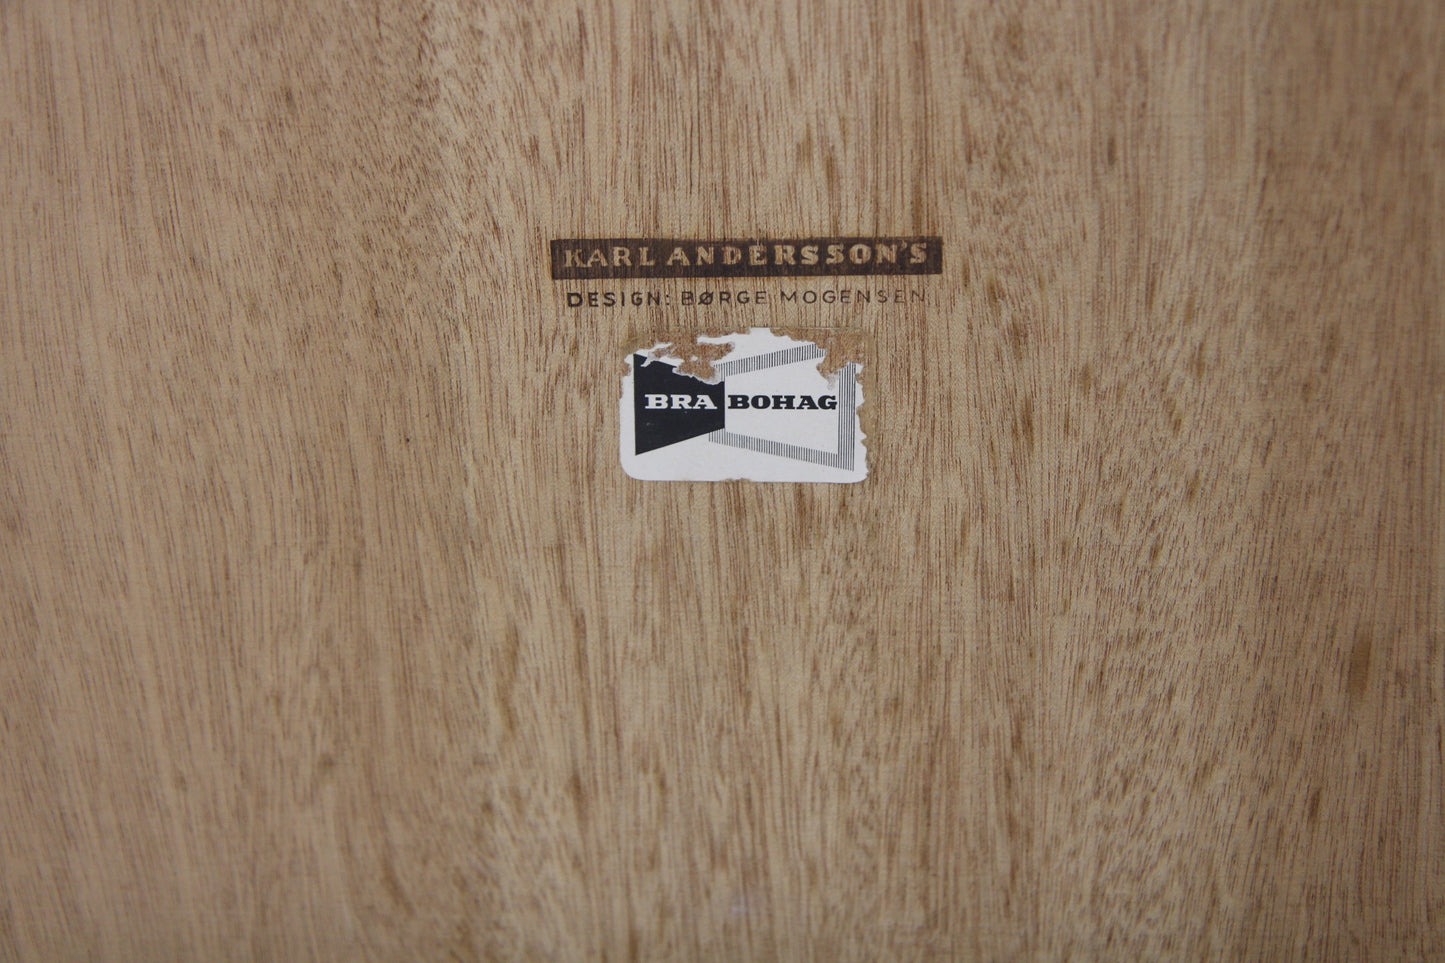 KARL ANDERSSON'S
DESIGN: BØRGE MOGENSEN
BRA BOHAG